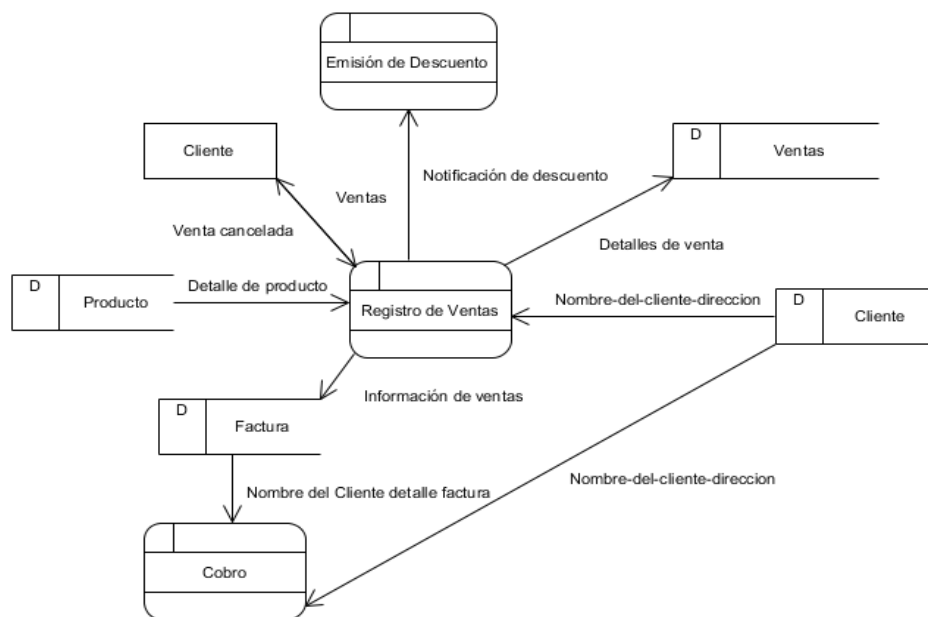 Emisión de Descuento
Cliente
D
Ventas
Notificación de descuento
Ventas
Venta cancelada
Detalles de venta
D
Producto
Detalle de producto
Registro de Ventas
Nombre-del-cliente-direccion
D
Cliente
Información de ventas
D
Factura
Nombre-del-cliente-direccion
Nombre del Cliente detalle factura
Cobro